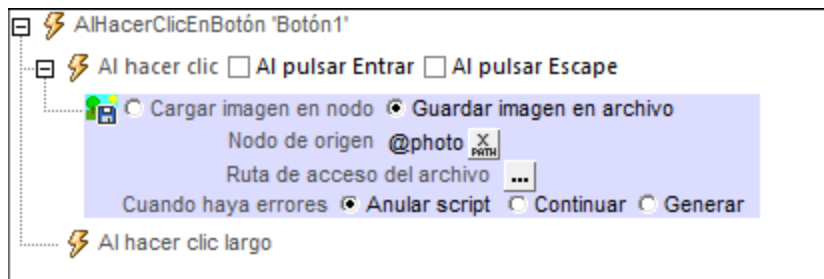 AlHacerClicEnBotón 'Botón1'
Al hacer clic Al pulsar Entrar Al pulsar Escape
Cargar imagen en nodo Guardar imagen en archivo
Nodo de origen @photo X PATH
Ruta de acceso del archivo ...
Cuando haya errores Anular script Continuar Generar
Al hacer clic largo